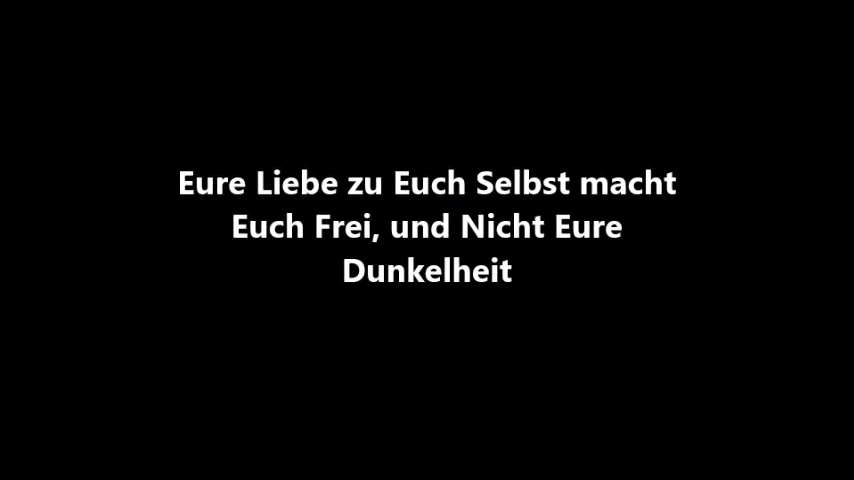 Eure Liebe zu Euch Selbst macht
Euch Frei, und Nicht Eure
Dunkelheit